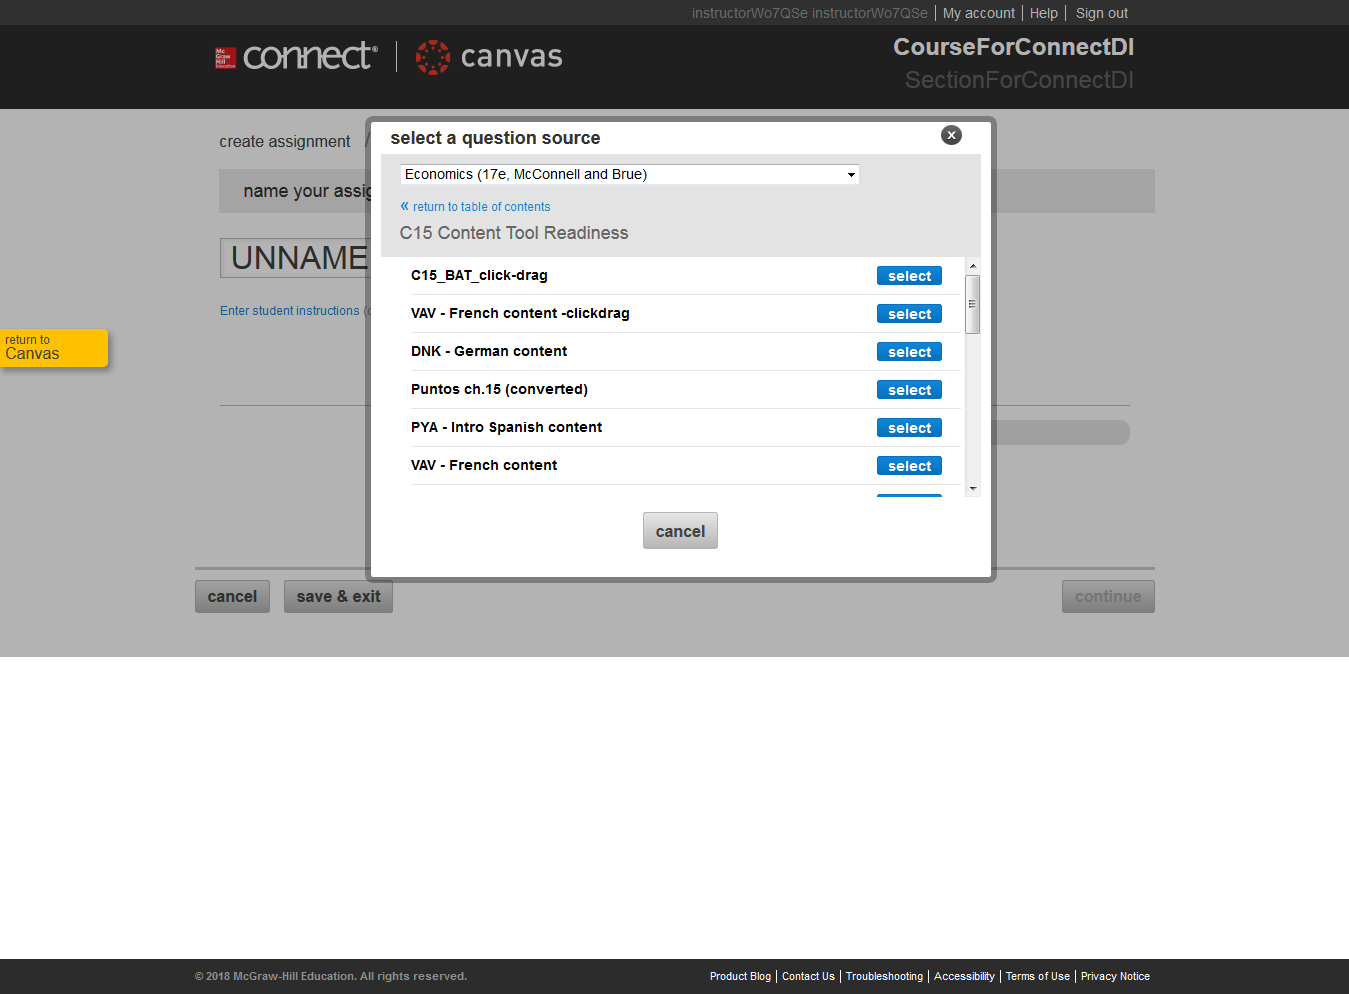 instructorWo7QSe instructorWo7QSe | My account | Help | Sign out
Mc Graw Hill Education connect® | canvas
CourseForConnectDI
SectionForConnectDI
create assignment /
select a question source
name your assig
Economics (17e, McConnell and Brue)
« return to table of contents
C15 Content Tool Readiness
UNNAME
C15_BAT_click-drag select
Enter student instructions (
VAV - French content -clickdrag select
return to
Canvas
DNK - German content select
Puntos ch.15 (converted) select
PYA - Intro Spanish content select
VAV - French content select
cancel
cancel save & exit continue
© 2018 McGraw-Hill Education. All rights reserved. Product Blog | Contact Us | Troubleshooting | Accessibility | Terms of Use | Privacy Notice